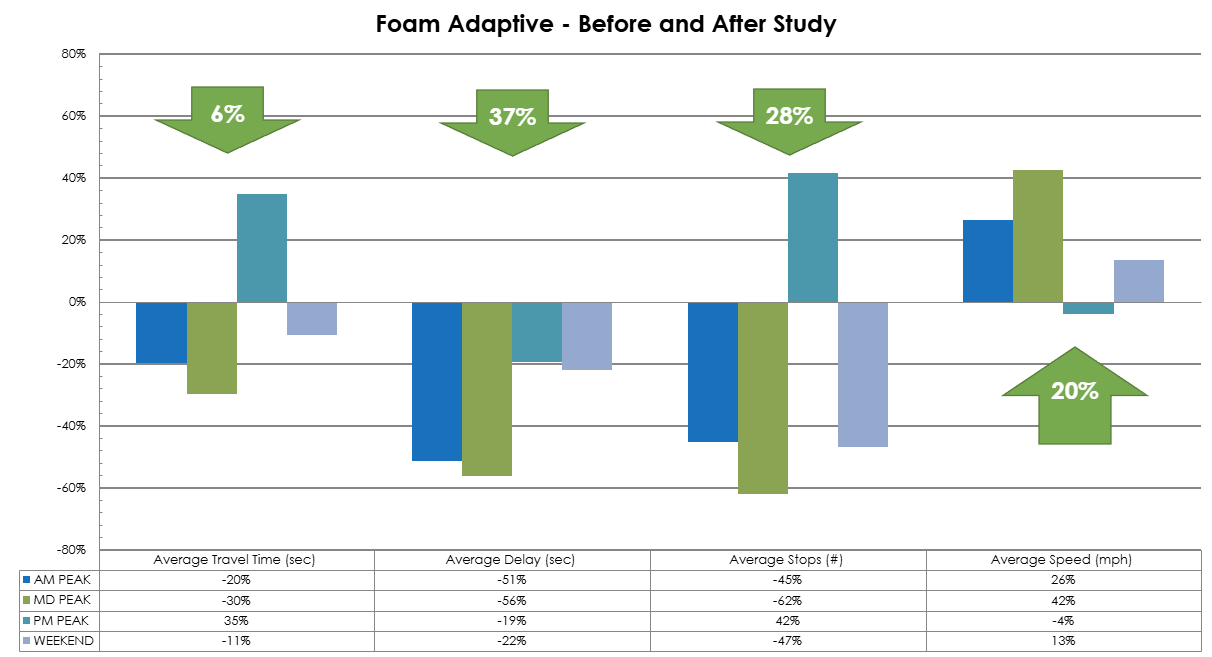 Foam Adaptive - Before and After Study
80%
60%
40%
20%
0%
-20%
-40%
-60%
-80%
6%
37%
28%
20%
Average Travel Time (sec) Average Delay (sec) Average Stops (#) Average Speed (mph)
AM PEAK -20% -51% -45% 26%
MD PEAK -30% -56% -62% 42%
PM PEAK 35% -19% 42% -4%
WEEKEND -11% -22% -47% 13%